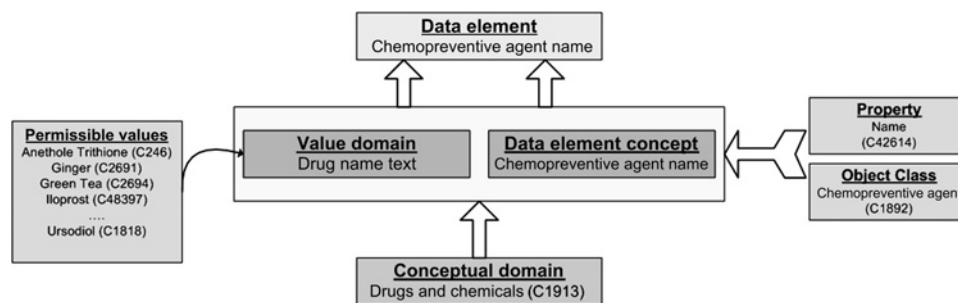 Data element
Chemopreventive agent name
Permissible values
Anethole Trithione (C246)
Ginger (C2691)
Green Tea (C2694)
Iloprost (C48397)
....
Ursodiol (C1818)
Value domain
Drug name text
Data element concept
Chemopreventive agent name
Property
Name
(C42614)
Object Class
Chemopreventive agent
(C1892)
Conceptual domain
Drugs and chemicals (C1913)